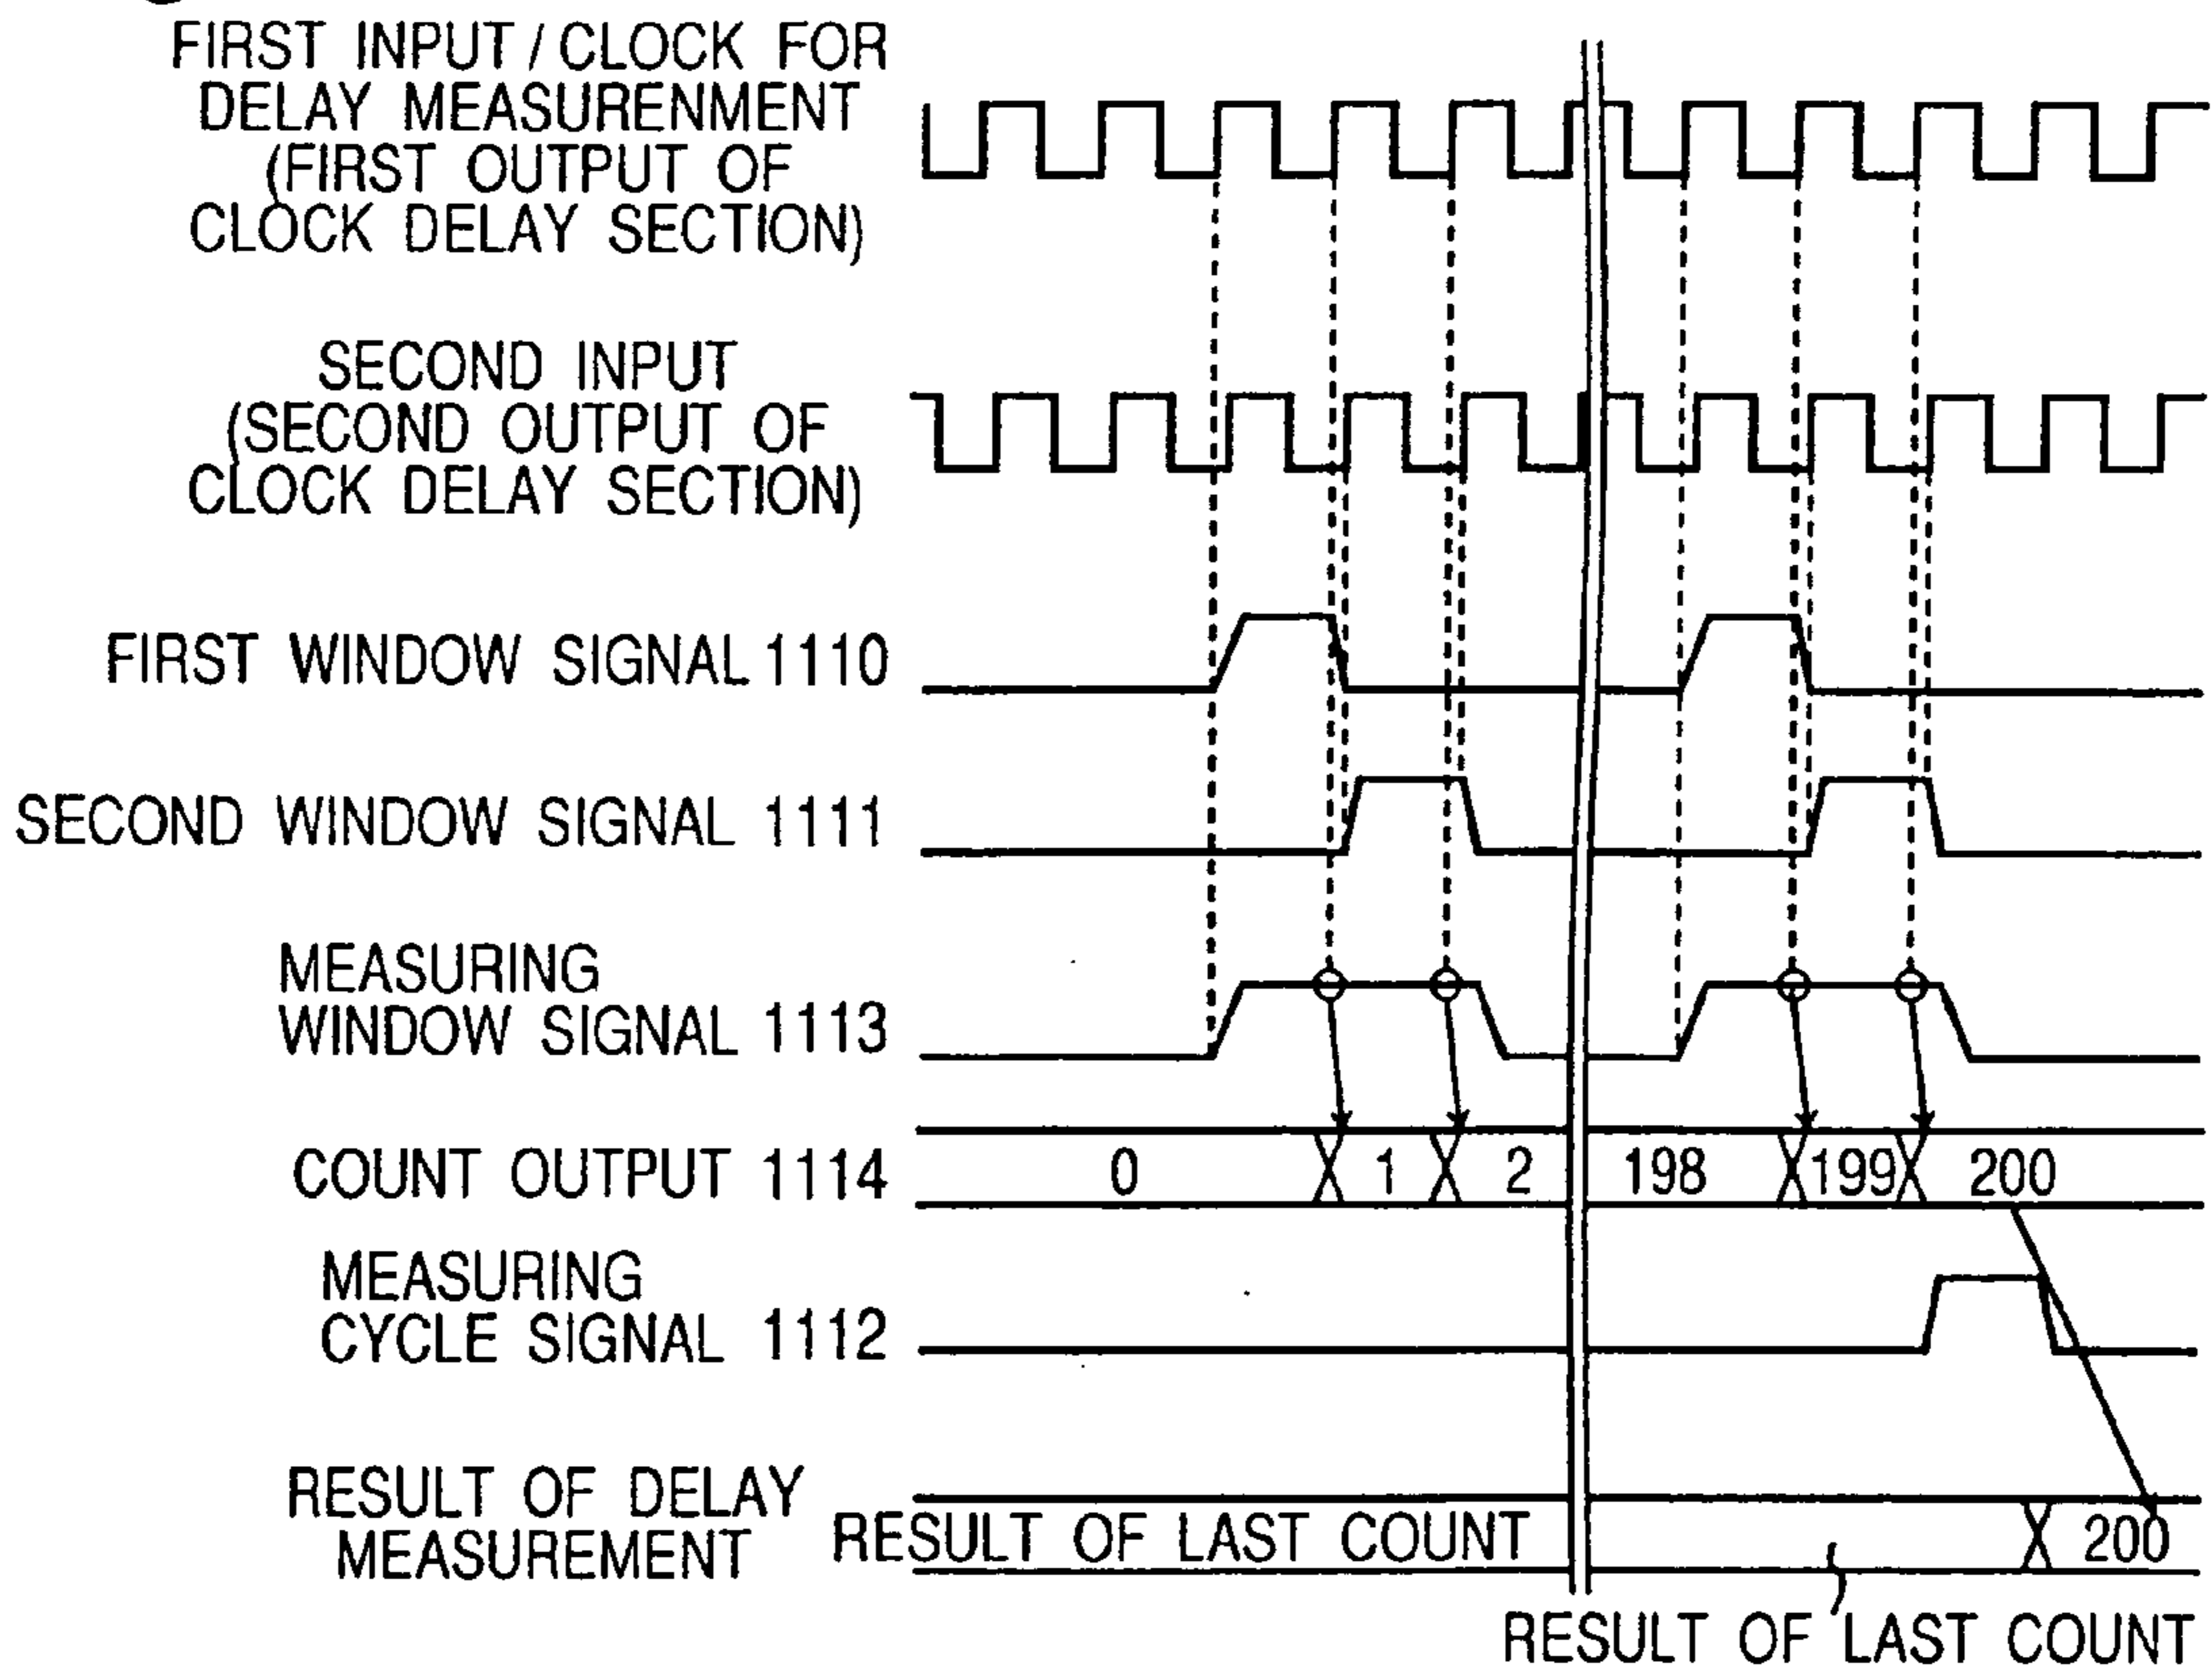 FIRST INPUT / CLOCK FOR
DELAY MEASURENMENT
(FIRST OUTPUT OF
CLOCK DELAY SECTION)
SECOND INPUT
(SECOND OUTPUT OF
CLOCK DELAY SECTION)
FIRST WINDOW SIGNAL 1110
SECOND WINDOW SIGNAL 1111
MEASURING
WINDOW SIGNAL 1113
COUNT OUTPUT 1114
0 1 2 198 199 200
MEASURING
CYCLE SIGNAL 1112
RESULT OF DELAY
MEASUREMENT
RESULT OF LAST COUNT
200
RESULT OF LAST COUNT